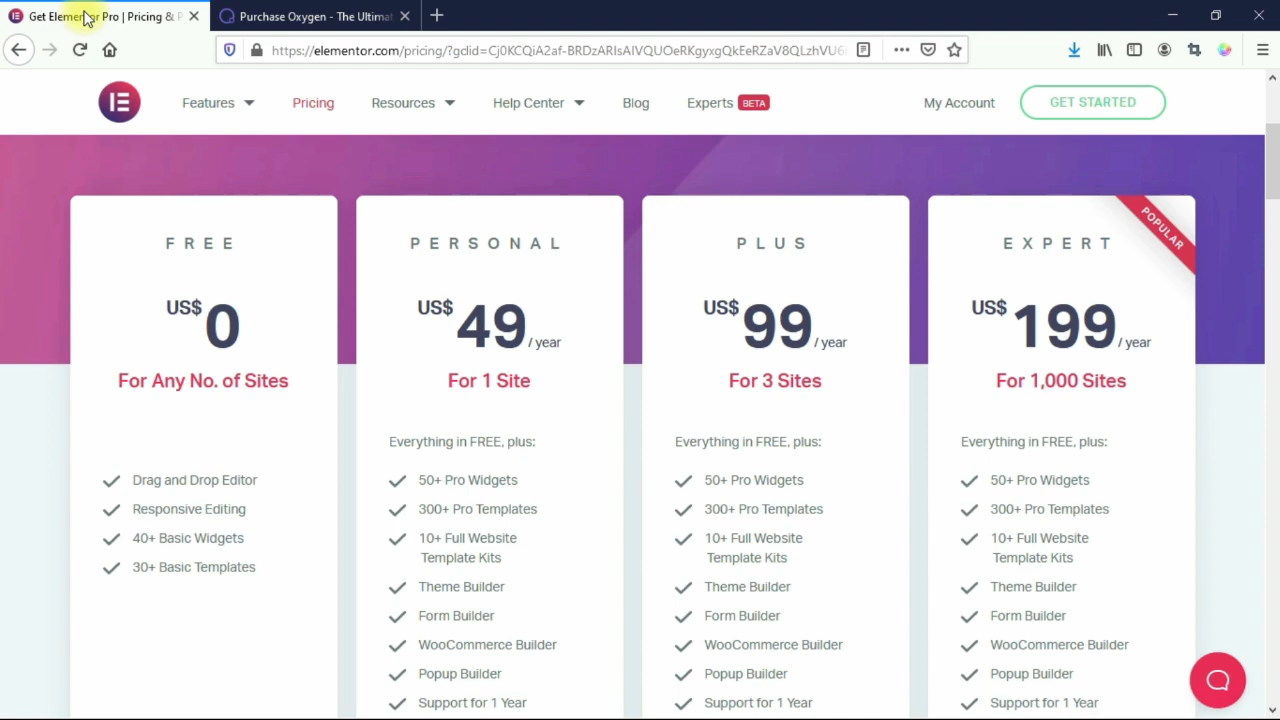 Get Elementor Pro | Pricing & P
Purchase Oxygen - The Ultima
https://elementor.com/pricing/?gdid=Cj0KCQiA2af-BRDzARIsAIVQUOeRKgyxgQkEeRZaV8QLzhVU6
Features
Pricing
Resources
Help Center
Blog
Experts BETA
My Account
GET STARTED
FREE
US$ 0
For Any No. of Sites
Drag and Drop Editor
Responsive Editing
40+ Basic Widgets
30+ Basic Templates
PERSONAL
US$ 49 / year
For 1 Site
Everything in FREE, plus:
50+ Pro Widgets
300+ Pro Templates
10+ Full Website
Template Kits
Theme Builder
Form Builder
WooCommerce Builder
Popup Builder
Support for 1 Year
PLUS
US$ 99 / year
For 3 Sites
Everything in FREE, plus:
50+ Pro Widgets
300+ Pro Templates
10+ Full Website
Template Kits
Theme Builder
Form Builder
WooCommerce Builder
Popup Builder
Support for 1 Year
POPULAR
EXPERT
US$ 199 / year
For 1,000 Sites
Everything in FREE, plus:
50+ Pro Widgets
300+ Pro Templates
10+ Full Website
Template Kits
Theme Builder
Form Builder
WooCommerce Builder
Popup Builder
Support for 1 Year